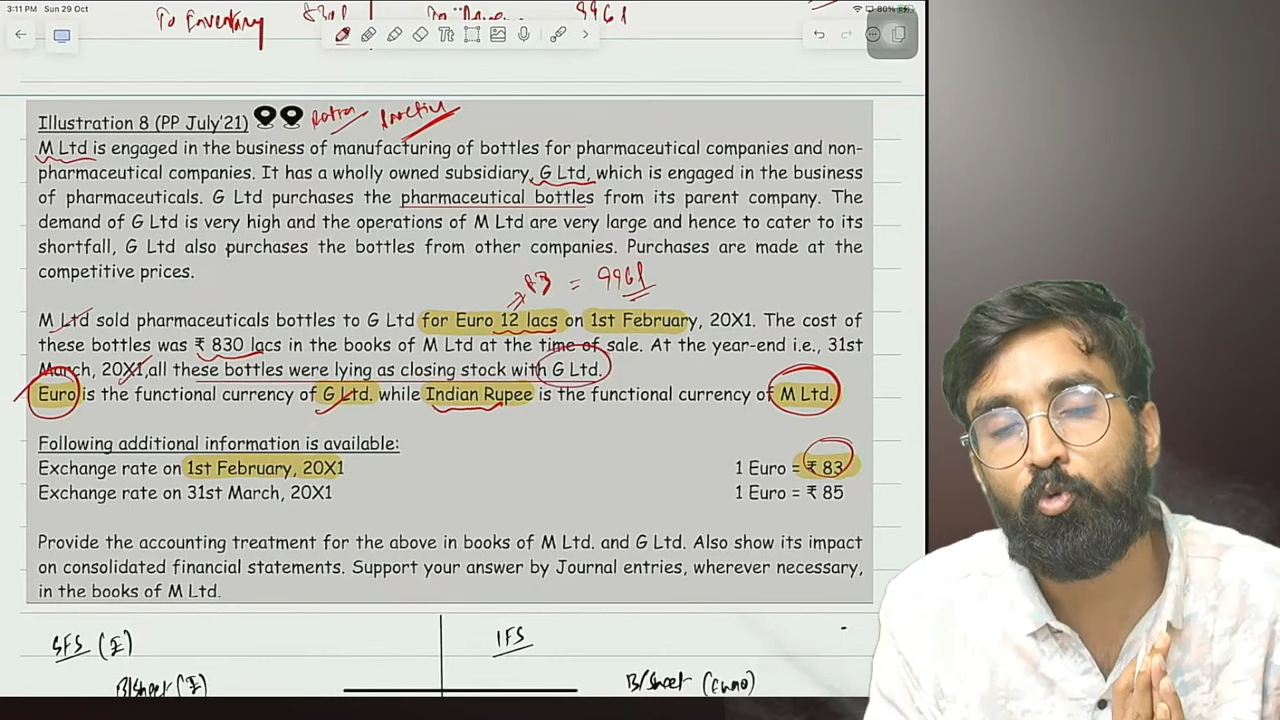 3:11 PM Sun 29 Oct
80%
To Inventory
9961
Tt
Illustration 8 (PP July'21)
M Ltd is engaged in the business of manufacturing of bottles for pharmaceutical companies and non-
pharmaceutical companies. It has a wholly owned subsidiary, G Ltd, which is engaged in the business
of pharmaceuticals. G Ltd purchases the pharmaceutical bottles from its parent company. The
demand of G Ltd is very high and the operations of M Ltd are very large and hence to cater to its
shortfall, G Ltd also purchases the bottles from other companies. Purchases are made at the
competitive prices.
= 9961
M Ltd sold pharmaceuticals bottles to G Ltd for Euro 12 lacs on 1st February, 20X1. The cost of
these bottles was ₹ 830 lacs in the books of M Ltd at the time of sale. At the year-end i.e., 31st
March, 20X1,all these bottles were lying as closing stock with G Ltd.
Euro is the functional currency of G Ltd. while Indian Rupee is the functional currency of M Ltd.
Following additional information is available:
Exchange rate on 1st February, 20X1 1 Euro = ₹ 83
Exchange rate on 31st March, 20X1 1 Euro = ₹ 85
Provide the accounting treatment for the above in books of M Ltd. and G Ltd. Also show its impact
on consolidated financial statements. Support your answer by Journal entries, wherever necessary,
in the books of M Ltd.
SFS (₹) IFS
B/Sheet (₹) B/Sheet (Euro)